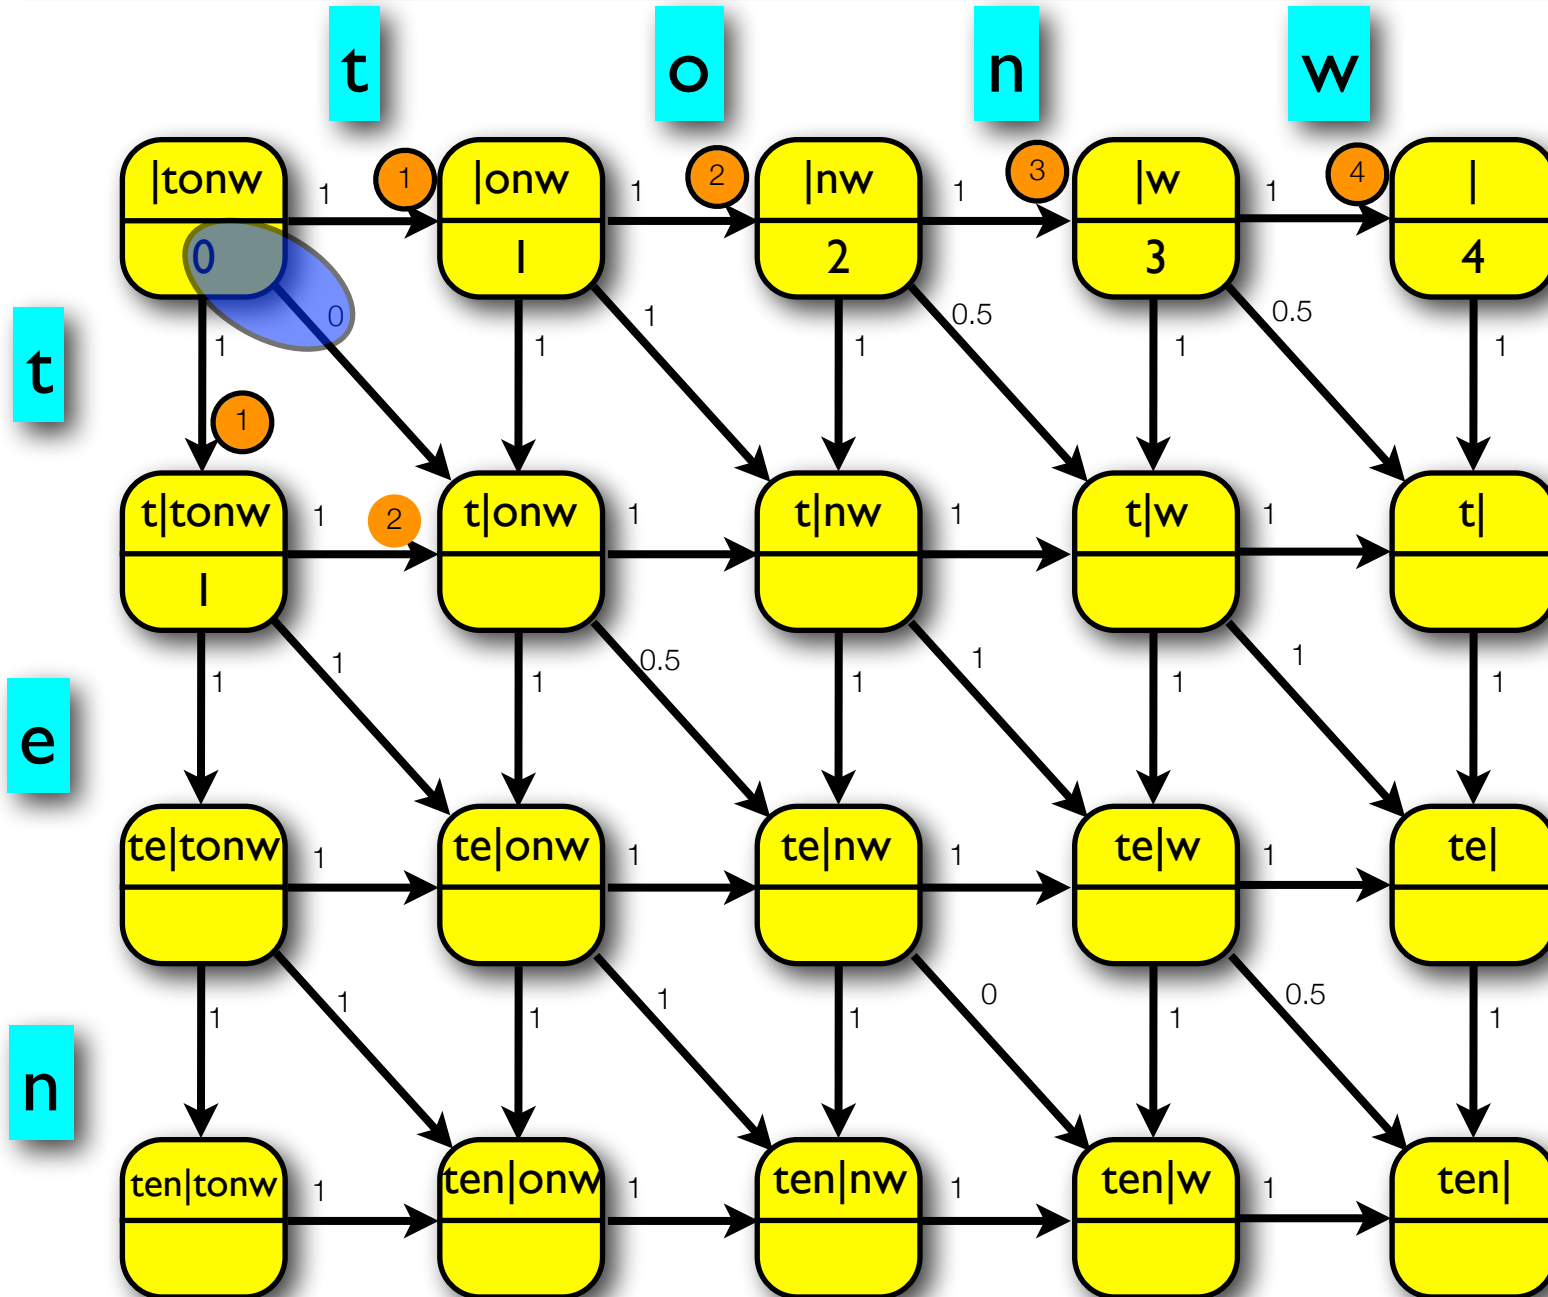 t o n w
|tonw 1 1 |onw 1 2 |nw 1 3 |w 1 4 |
0 1 2 3 4
t 1 0 1 1 1 0.5 1 0.5 1
1
t|tonw 1 2 t|onw 1 t|nw 1 t|w 1 t|
1
e 1 1 1 0.5 1 1 1 1 1
te|tonw 1 te|onw 1 te|nw 1 te|w 1 te|
n 1 1 1 1 1 0 1 0.5 1
ten|tonw 1 ten|onw 1 ten|nw 1 ten|w 1 ten|